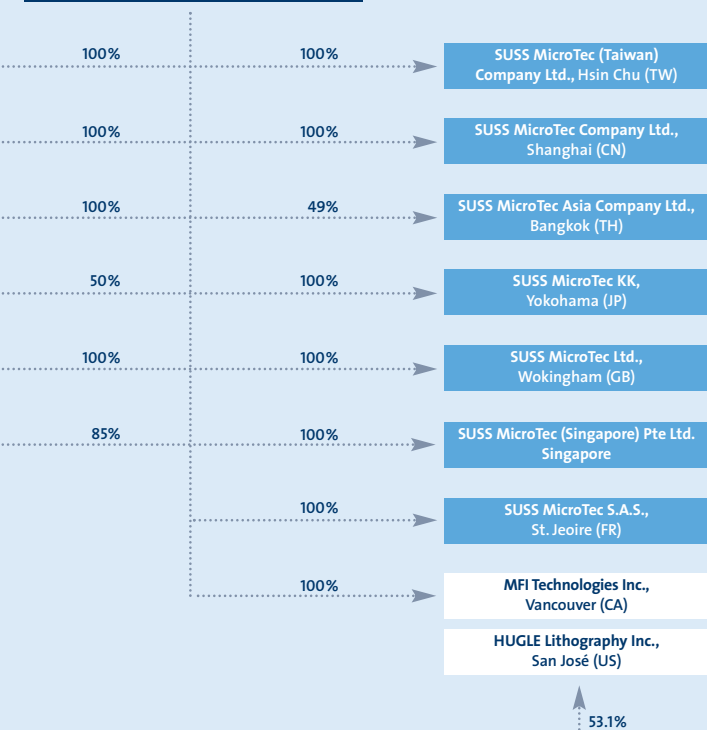 100% 100%
SUSS MicroTec (Taiwan)
Company Ltd., Hsin Chu (TW)
100% 100%
SUSS MicroTec Company Ltd.,
Shanghai (CN)
100% 49%
SUSS MicroTec Asia Company Ltd.,
Bangkok (TH)
50% 100%
SUSS MicroTec KK,
Yokohama (JP)
100% 100%
SUSS MicroTec Ltd.,
Wokingham (GB)
85% 100%
SUSS MicroTec (Singapore) Pte Ltd.
Singapore
100%
SUSS MicroTec S.A.S.,
St. Jeoire (FR)
100%
MFI Technologies Inc.,
Vancouver (CA)
HUGLE Lithography Inc.,
San José (US)
53.1%